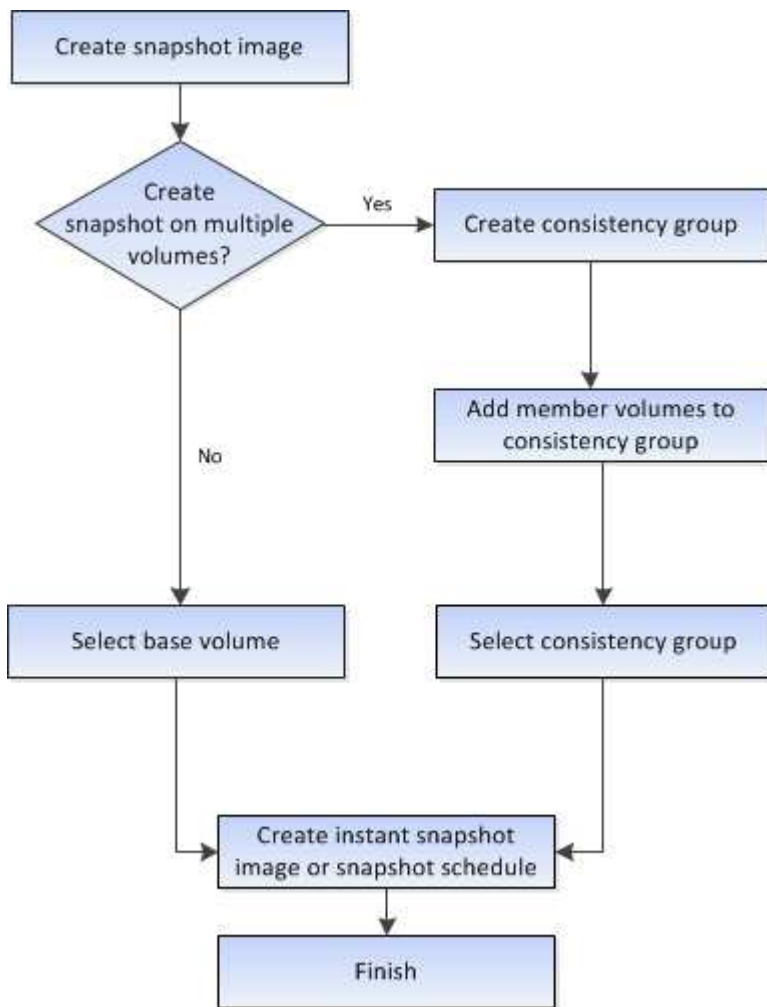 Create snapshot image
Create
snapshot on multiple
volumes?
Yes
Create consistency group
Add member volumes to
consistency group
No
Select base volume
Select consistency group
Create instant snapshot
image or snapshot schedule
Finish